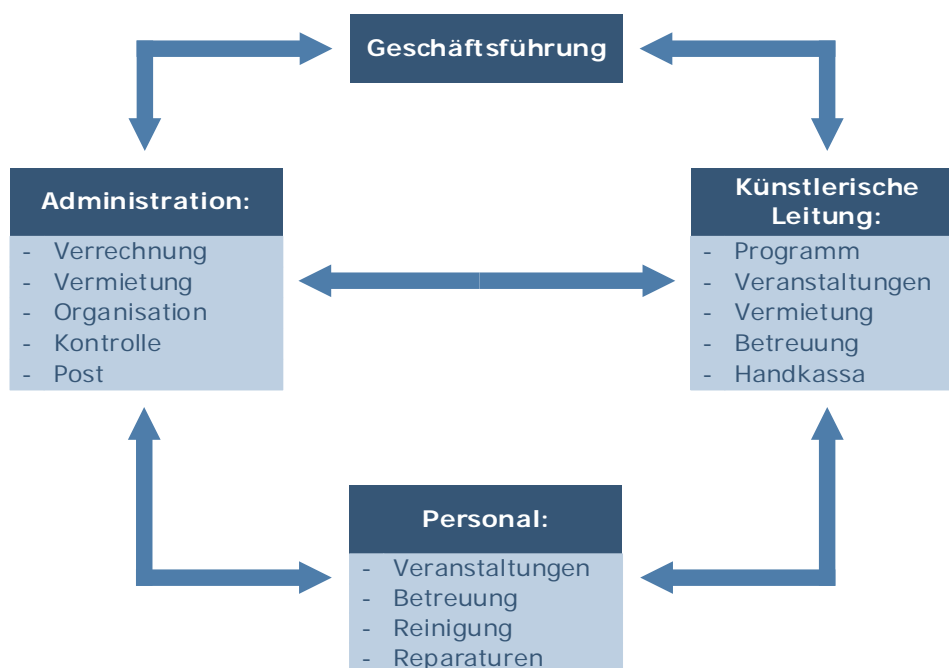 Geschäftsführung
Administration:
- Verrechnung
- Vermietung
- Organisation
- Kontrolle
- Post
Künstlerische
Leitung:
- Programm
- Veranstaltungen
- Vermietung
- Betreuung
- Handkassa
Personal:
- Veranstaltungen
- Betreuung
- Reinigung
- Reparaturen